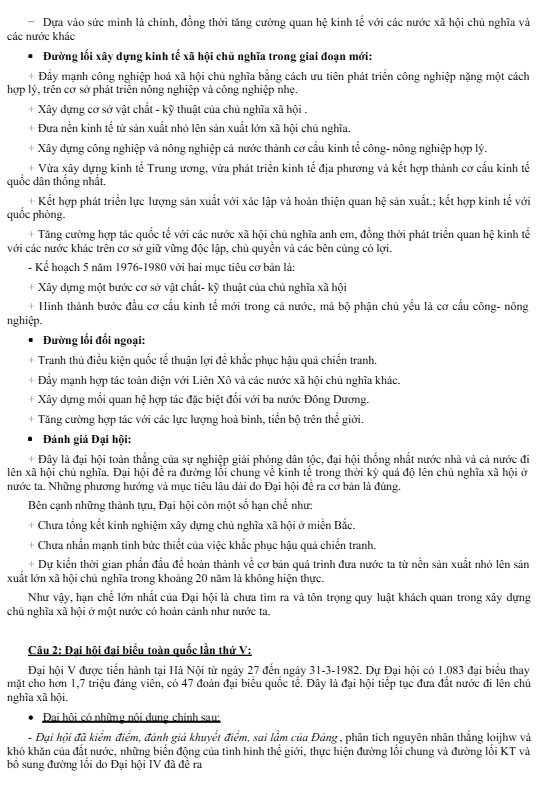 − Dựa vào sức mình là chính, đồng thời tăng cường quan hệ kinh tế với các nước xã hội chủ nghĩa và
các nước khác
▪ Đường lối xây dựng kinh tế xã hội chủ nghĩa trong giai đoạn mới:
+ Đẩy mạnh công nghiệp hoá xã hội chủ nghĩa bằng cách ưu tiên phát triển công nghiệp nặng một cách
hợp lý, trên cơ sở phát triển nông nghiệp và công nghiệp nhẹ.
+ Xây dựng cơ sở vật chất - kỹ thuật của chủ nghĩa xã hội .
+ Đưa nền kinh tế từ sản xuất nhỏ lên sản xuất lớn xã hội chủ nghĩa.
+ Xây dựng công nghiệp và nông nghiệp cả nước thành cơ cấu kinh tế công- nông nghiệp hợp lý.
+ Vừa xây dựng kinh tế Trung ương, vừa phát triển kinh tế địa phương và kết hợp thành cơ cấu kinh tế
quốc dân thống nhất.
+ Kết hợp phát triển lực lượng sản xuất với xác lập và hoàn thiện quan hệ sản xuất.; kết hợp kinh tế với
quốc phòng.
+ Tăng cường hợp tác quốc tế với các nước xã hội chủ nghĩa anh em, đồng thời phát triển quan hệ kinh tế
với các nước khác trên cơ sở giữ vững độc lập, chủ quyền và các bên cùng có lợi.
- Kế hoạch 5 năm 1976-1980 với hai mục tiêu cơ bản là:
+ Xây dựng một bước cơ sở vật chất- kỹ thuật của chủ nghĩa xã hội
+ Hình thành bước đầu cơ cấu kinh tế mới trong cả nước, mà bộ phận chủ yếu là cơ cấu công- nông
nghiệp.
▪ Đường lối đối ngoại:
+ Tranh thủ điều kiện quốc tế thuận lợi để khắc phục hậu quả chiến tranh.
+ Đẩy mạnh hợp tác toàn diện với Liên Xô và các nước xã hội chủ nghĩa khác.
+ Xây dựng mối quan hệ hợp tác đặc biệt đối với ba nước Đông Dương.
+ Tăng cường hợp tác với các lực lượng hoà bình, tiến bộ trên thế giới.
▪ Đánh giá Đại hội:
+ Đây là đại hội toàn thắng của sự nghiệp giải phóng dân tộc, đại hội thống nhất nước nhà và cả nước đi
lên xã hội chủ nghĩa. Đại hội đề ra đường lối chung về kinh tế trong thời kỳ quá độ lên chủ nghĩa xã hội ở
nước ta. Những phương hướng và mục tiêu lâu dài do Đại hội đề ra cơ bản là đúng.
Bên cạnh những thành tựu, Đại hội còn một số hạn chế như:
+ Chưa tổng kết kinh nghiệm xây dựng chủ nghĩa xã hội ở miền Bắc.
+ Chưa nhấn mạnh tính bức thiết của việc khắc phục hậu quả chiến tranh.
+ Dự kiến thời gian phấn đấu để hoàn thành về cơ bản quá trình đưa nước ta từ nền sản xuất nhỏ lên sản
xuất lớn xã hội chủ nghĩa trong khoảng 20 năm là không hiện thực.
Như vậy, hạn chế lớn nhất của Đại hội là chưa tìm ra và tôn trọng quy luật khách quan trong xây dựng
chủ nghĩa xã hội ở một nước có hoàn cảnh như nước ta.
Câu 2: Đại hội đại biểu toàn quốc lần thứ V:
Đại hội V được tiến hành tại Hà Nội từ ngày 27 đến ngày 31-3-1982. Dự Đại hội có 1.083 đại biểu thay
mặt cho hơn 1,7 triệu đảng viên, có 47 đoàn đại biểu quốc tế. Đây là đại hội tiếp tục đưa đất nước đi lên chủ
nghĩa xã hội.
• Đại hội có những nội dung chính sau:
- Đại hội đã kiểm điểm, đánh giá khuyết điểm, sai lầm của Đảng, phân tích nguyên nhân thắng loijhw và
khó khăn của đất nước, những biến động của tình hình thế giới, thực hiện đường lối chung và đường lối KT và
bổ sung đường lối do Đại hội IV đã đề ra